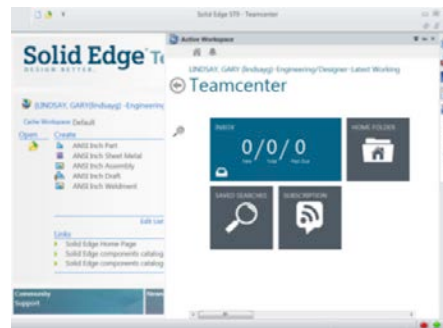 Solid Edge ST9 - Teamcenter
Solid Edge Te
DESIGN BETTER.
(LINDSAY, GARY(lindsayg) -Engineering
Cache Workspace Default
Open
Create
ANSI Inch Part
ANSI Inch Sheet Metal
ANSI Inch Assembly
ANSI Inch Draft
ANSI Inch Weldment
Edit List
Links
Solid Edge Home Page
Solid Edge components catalog
Solid Edge components catalog
Community
Support
News
Active Workspace
LINDSAY, GARY (lindsayg)-Engineering/Designer-Latest Working
Teamcenter
INBOX
0/0/0
New Total Past Due
HOME FOLDER
SAVED SEARCHES
SUBSCRIPTION